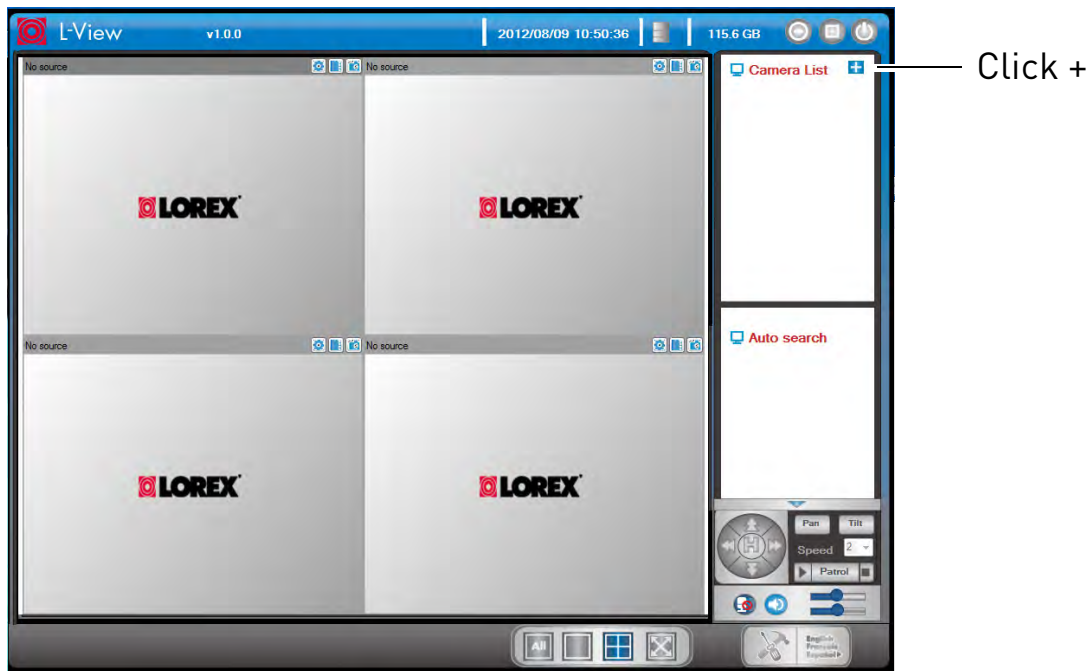 L-View v1.0.0 2012/08/09 10:50:36 115.6 GB
No source
No source
Camera List
Click +
LOREX
LOREX
No source
No source
Auto search
LOREX
LOREX
Pan Tilt
H
Speed 2
Patrol
All
English
Français
Español